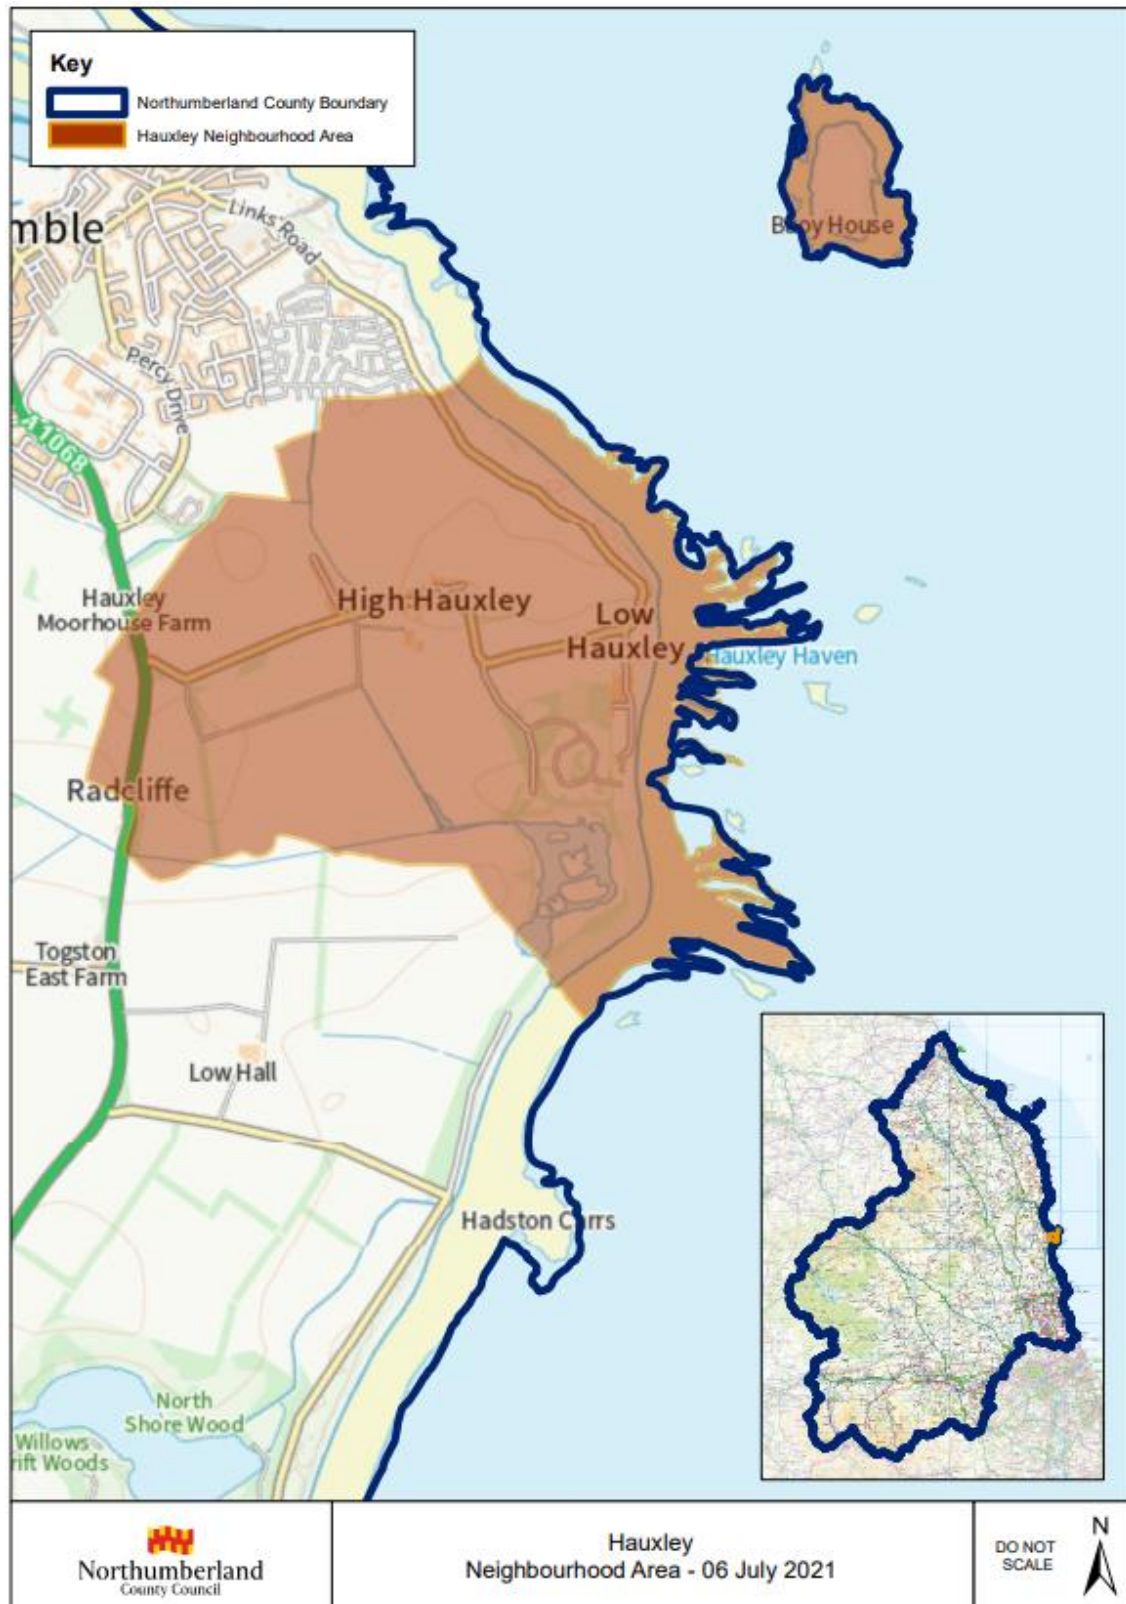 Key
Northumberland County Boundary
Hauxley Neighbourhood Area
mble
Links Road
Buoy House
Percy Drive
A1068
Hauxley
Moorhouse Farm
High Hauxley
Low
Hauxley
Hauxley Haven
Radcliffe
Togston
East Farm
Low Hall
Hadston Carrs
North
Shore Wood
Willows
rift Woods
Northumberland
County Council
Hauxley
Neighbourhood Area - 06 July 2021
DO NOT
SCALE
N